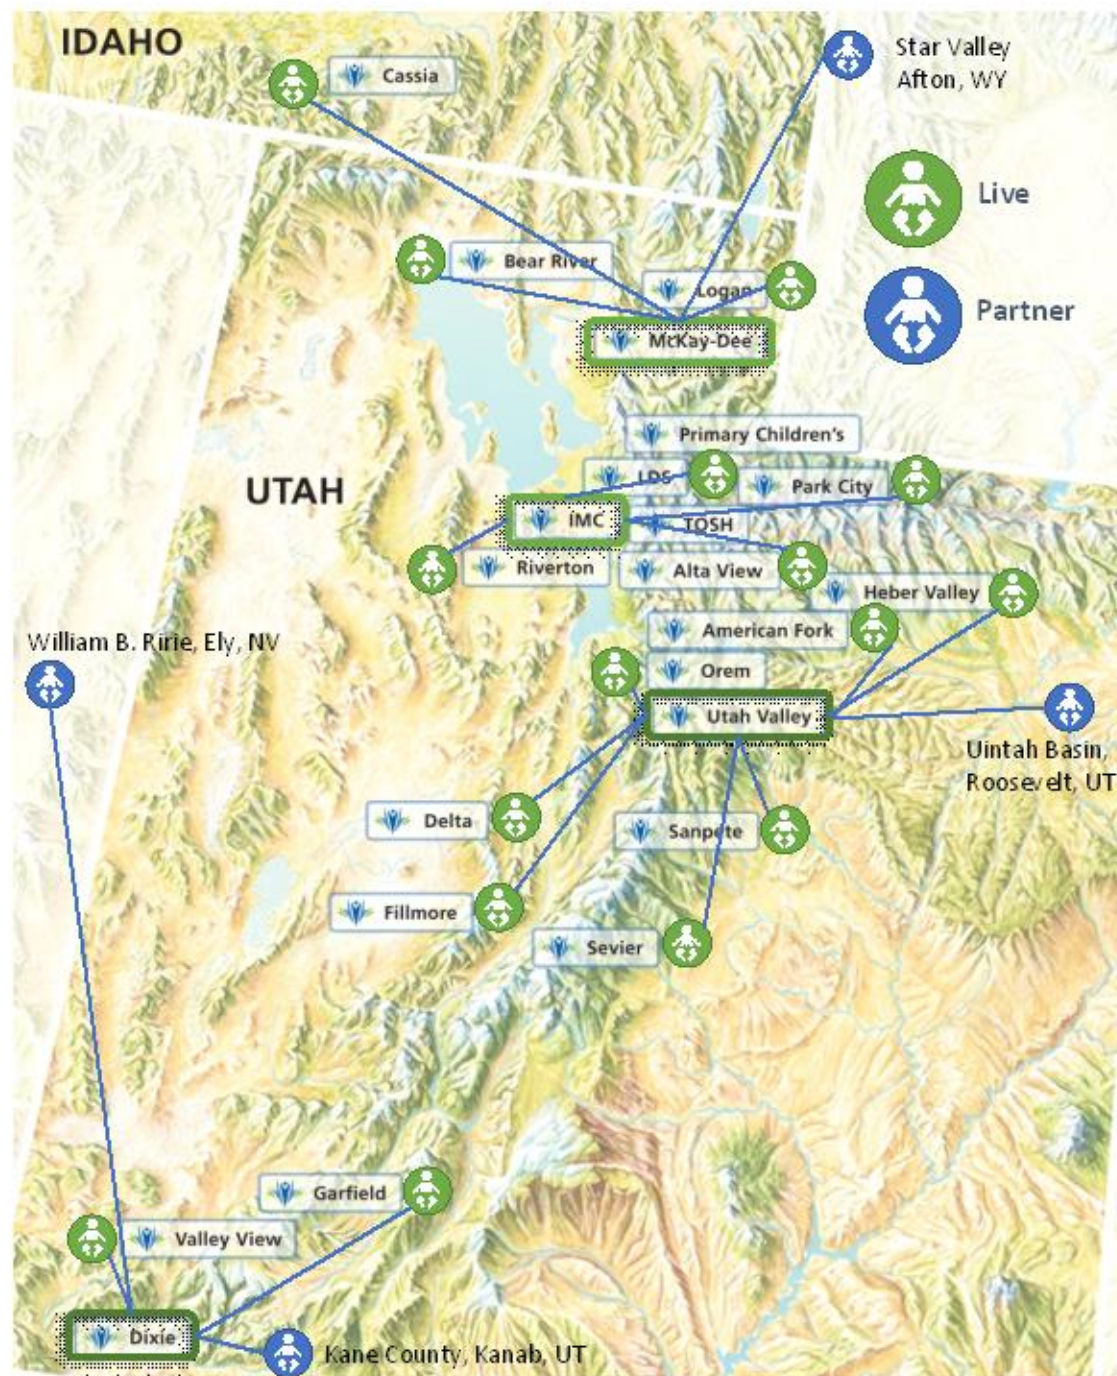 IDAHO
Cassia
Star Valley
Afton, WY
Live
Bear River
Logan
Partner
McKay-Dee
Primary Children's
LDS
Park City
UTAH
IMC
TOSH
Riverton
Alta View
Heber Valley
American Fork
William B. Ririe, Ely, NV
Orem
Utah Valley
Uintah Basin,
Roosevelt, UT
Delta
Sanpete
Fillmore
Sevier
Garfield
Valley View
Dixie
Kane County, Kanab, UT